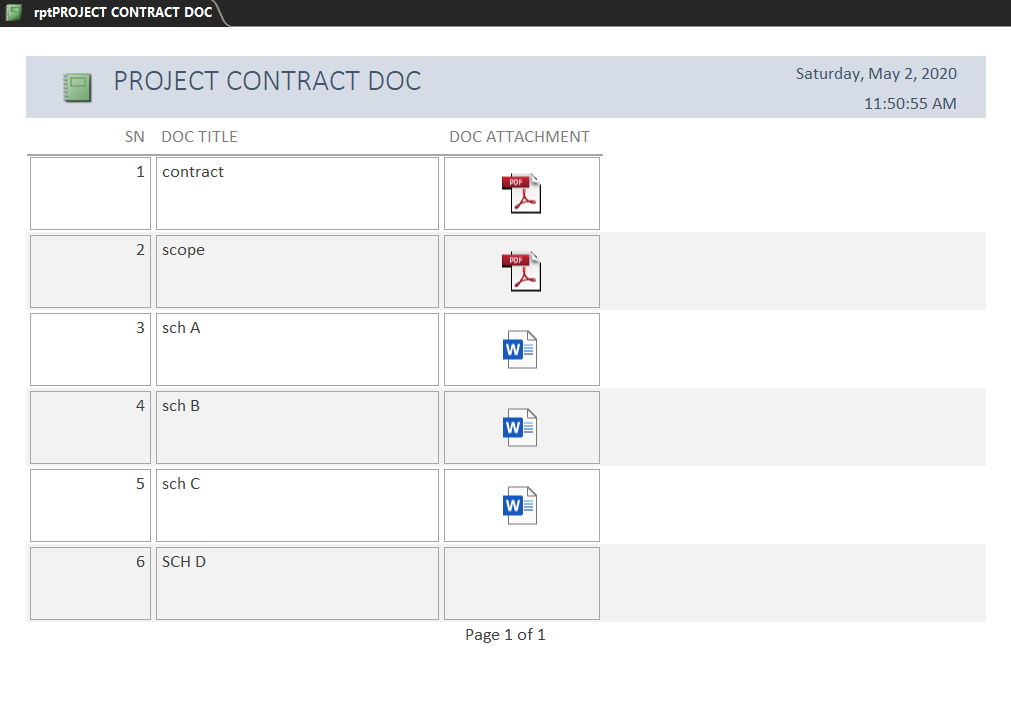 rptPROJECT CONTRACT DOC
PROJECT CONTRACT DOC
Saturday, May 2, 2020
11:50:55 AM
SN DOC TITLE DOC ATTACHMENT
1 contract PDF
2 scope PDF
3 sch A W
4 sch B W
5 sch C W
6 SCH D
Page 1 of 1